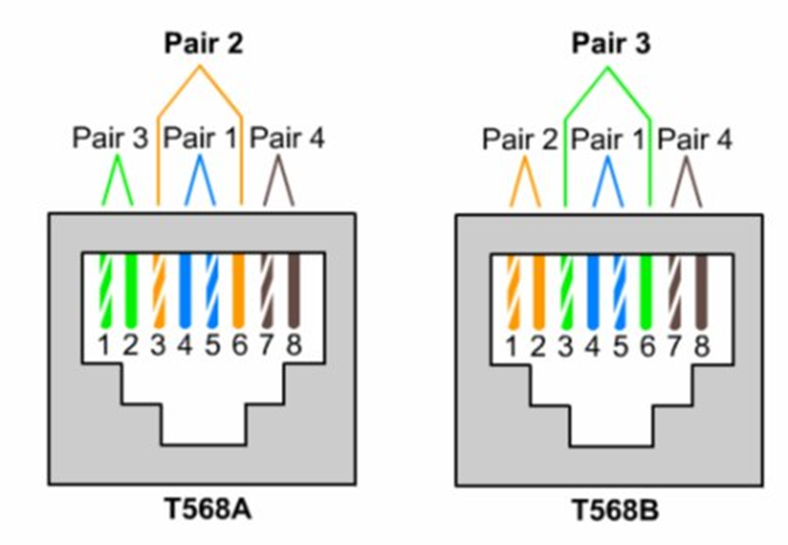 Pair 2
Pair 3 Pair 1 Pair 4
1 2 3 4 5 6 7 8
T568A
Pair 3
Pair 2 Pair 1 Pair 4
1 2 3 4 5 6 7 8
T568B